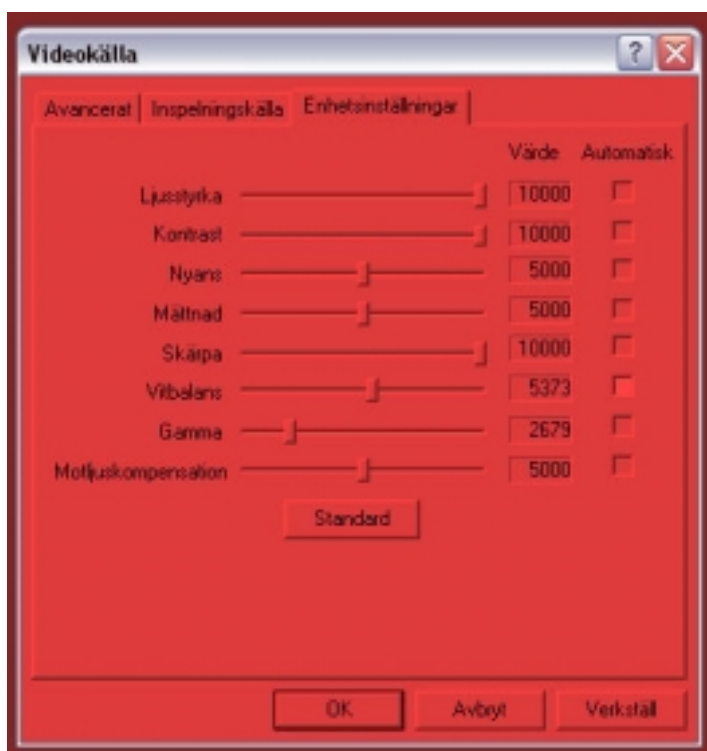 Videokälla
Avancerat Inspelningskälla Enhetsinställningar
Värde Automatisk
Ljusstyrka 10000
Kontrast 10000
Nyans 5000
Mättnad 5000
Skärpa 10000
Vitbalans 5373
Gamma 2679
Motljuskompensation 5000
Standard
OK Avbryt Verkställ